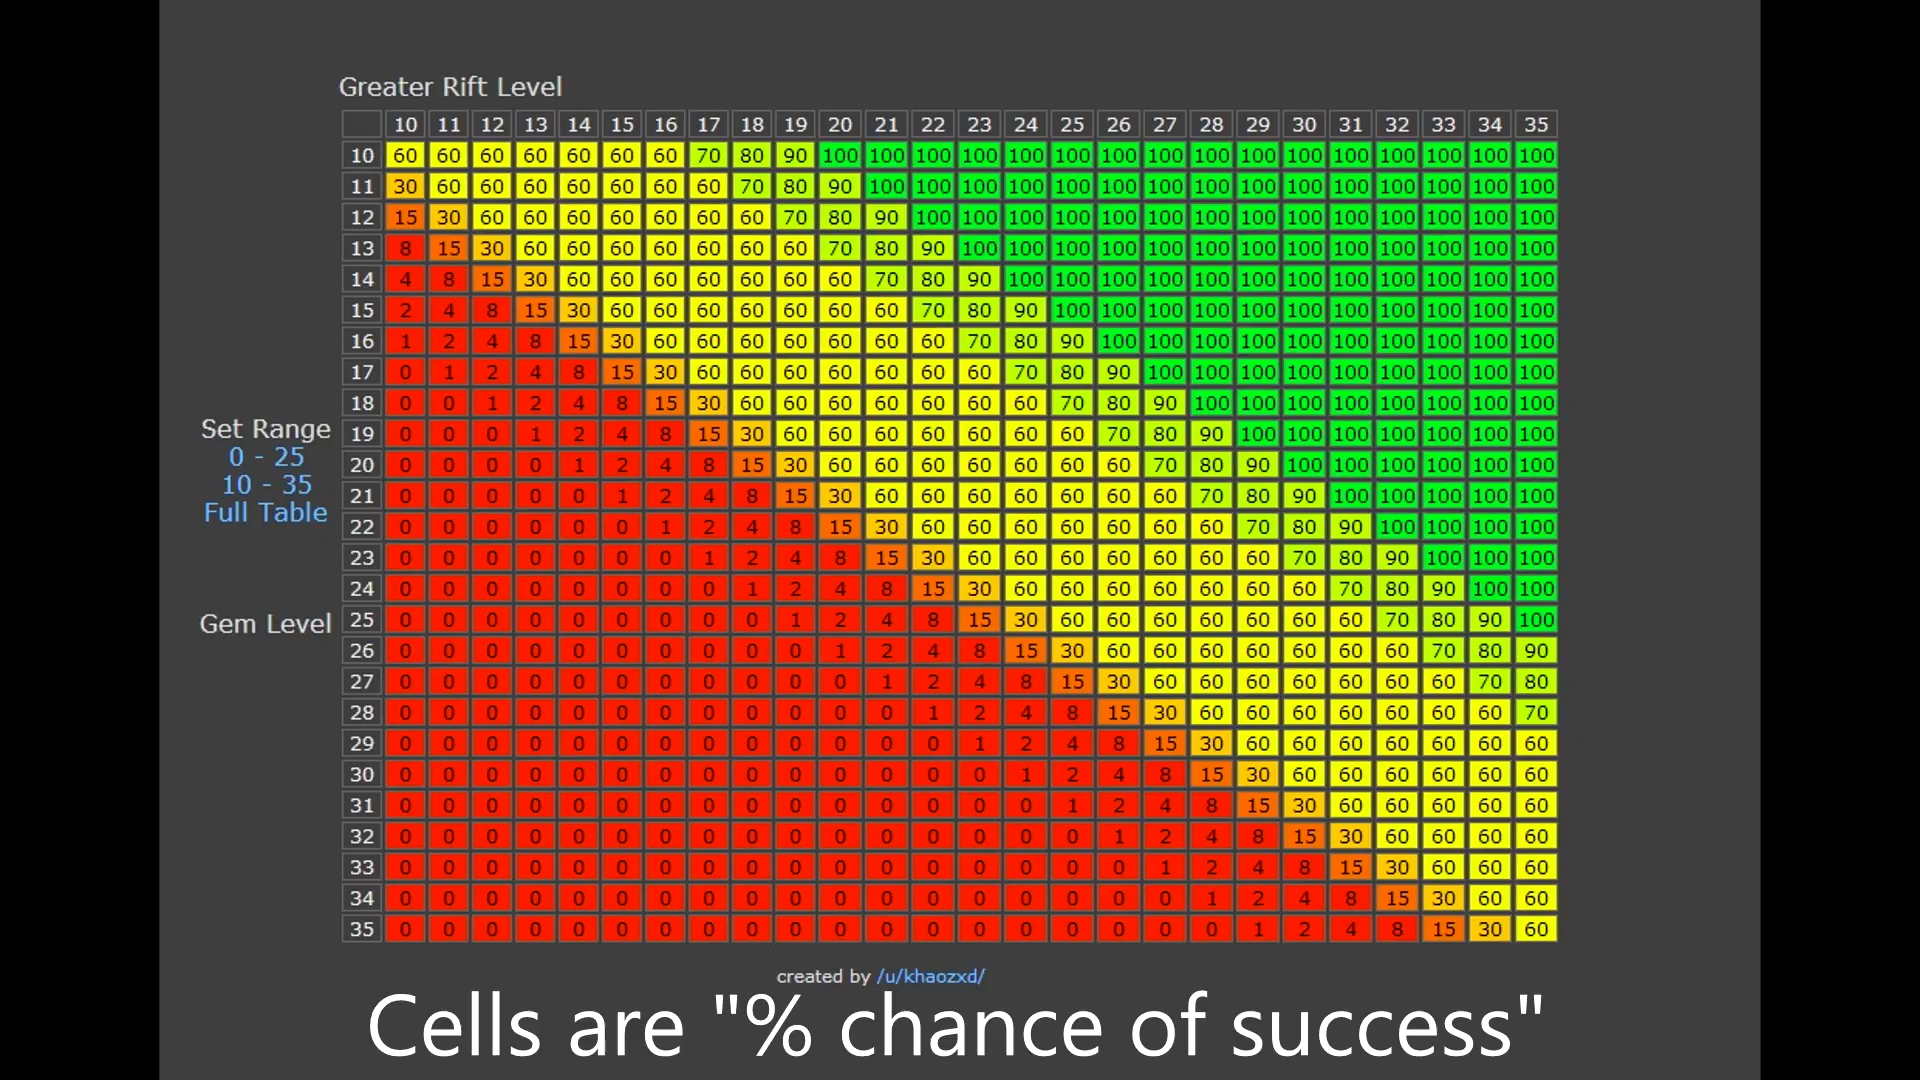 Greater Rift Level
10 11 12 13 14 15 16 17 18 19 20 21 22 23 24 25 26 27 28 29 30 31 32 33 34 35
10 60 60 60 60 60 60 60 70 80 90 100 100 100 100 100 100 100 100 100 100 100 100 100 100 100 100
11 30 60 60 60 60 60 60 60 70 80 90 100 100 100 100 100 100 100 100 100 100 100 100 100 100 100
12 15 30 60 60 60 60 60 60 60 70 80 90 100 100 100 100 100 100 100 100 100 100 100 100 100 100
13 8 15 30 60 60 60 60 60 60 60 70 80 90 100 100 100 100 100 100 100 100 100 100 100 100 100
14 4 8 15 30 60 60 60 60 60 60 60 70 80 90 100 100 100 100 100 100 100 100 100 100 100 100
15 2 4 8 15 30 60 60 60 60 60 60 60 70 80 90 100 100 100 100 100 100 100 100 100 100 100
16 1 2 4 8 15 30 60 60 60 60 60 60 60 70 80 90 100 100 100 100 100 100 100 100 100 100
17 0 1 2 4 8 15 30 60 60 60 60 60 60 60 70 80 90 100 100 100 100 100 100 100 100 100
18 0 0 1 2 4 8 15 30 60 60 60 60 60 60 60 70 80 90 100 100 100 100 100 100 100 100
Set Range
19 0 0 0 1 2 4 8 15 30 60 60 60 60 60 60 60 70 80 90 100 100 100 100 100 100 100
0 - 25
20 0 0 0 0 1 2 4 8 15 30 60 60 60 60 60 60 60 70 80 90 100 100 100 100 100 100
10 - 35
21 0 0 0 0 0 1 2 4 8 15 30 60 60 60 60 60 60 60 70 80 90 100 100 100 100 100
Full Table
22 0 0 0 0 0 0 1 2 4 8 15 30 60 60 60 60 60 60 60 70 80 90 100 100 100 100
23 0 0 0 0 0 0 0 1 2 4 8 15 30 60 60 60 60 60 60 60 70 80 90 100 100 100
24 0 0 0 0 0 0 0 0 1 2 4 8 15 30 60 60 60 60 60 60 60 70 80 90 100 100
Gem Level
25 0 0 0 0 0 0 0 0 0 1 2 4 8 15 30 60 60 60 60 60 60 60 70 80 90 100
26 0 0 0 0 0 0 0 0 0 0 1 2 4 8 15 30 60 60 60 60 60 60 60 70 80 90
27 0 0 0 0 0 0 0 0 0 0 0 1 2 4 8 15 30 60 60 60 60 60 60 60 70 80
28 0 0 0 0 0 0 0 0 0 0 0 0 1 2 4 8 15 30 60 60 60 60 60 60 60 70
29 0 0 0 0 0 0 0 0 0 0 0 0 0 1 2 4 8 15 30 60 60 60 60 60 60 60
30 0 0 0 0 0 0 0 0 0 0 0 0 0 0 1 2 4 8 15 30 60 60 60 60 60 60
31 0 0 0 0 0 0 0 0 0 0 0 0 0 0 0 1 2 4 8 15 30 60 60 60 60 60
32 0 0 0 0 0 0 0 0 0 0 0 0 0 0 0 0 1 2 4 8 15 30 60 60 60 60
33 0 0 0 0 0 0 0 0 0 0 0 0 0 0 0 0 0 1 2 4 8 15 30 60 60 60
34 0 0 0 0 0 0 0 0 0 0 0 0 0 0 0 0 0 0 1 2 4 8 15 30 60 60
35 0 0 0 0 0 0 0 0 0 0 0 0 0 0 0 0 0 0 0 1 2 4 8 15 30 60
created by /u/khaozxd/
Cells are "% chance of success"